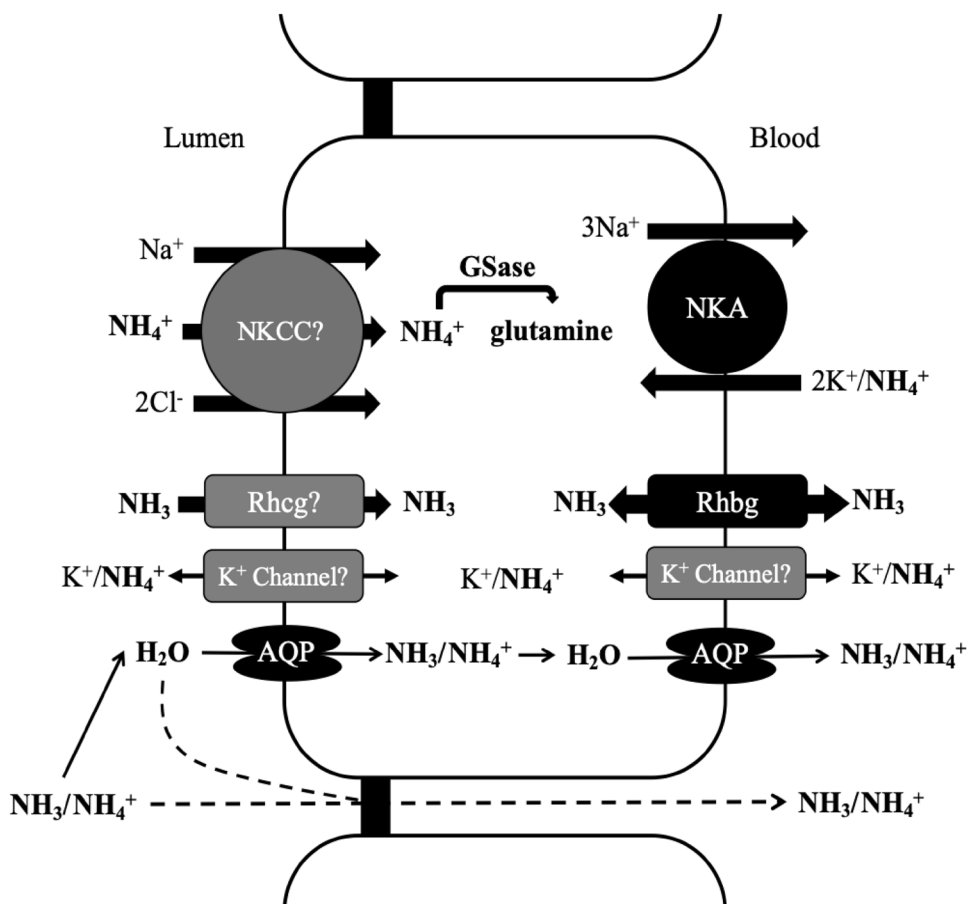 Lumen
Blood
Na⁺
3Na⁺
GSase
NH₄⁺
NKCC?
NH₄⁺
glutamine
NKA
2Cl⁻
2K⁺/NH₄⁺
NH₃
Rhcg?
NH₃
NH₃
Rhbg
NH₃
K⁺/NH₄⁺
K⁺ Channel?
K⁺/NH₄⁺
K⁺ Channel?
K⁺/NH₄⁺
H₂O
AQP
NH₃/NH₄⁺
H₂O
AQP
NH₃/NH₄⁺
NH₃/NH₄⁺
NH₃/NH₄⁺